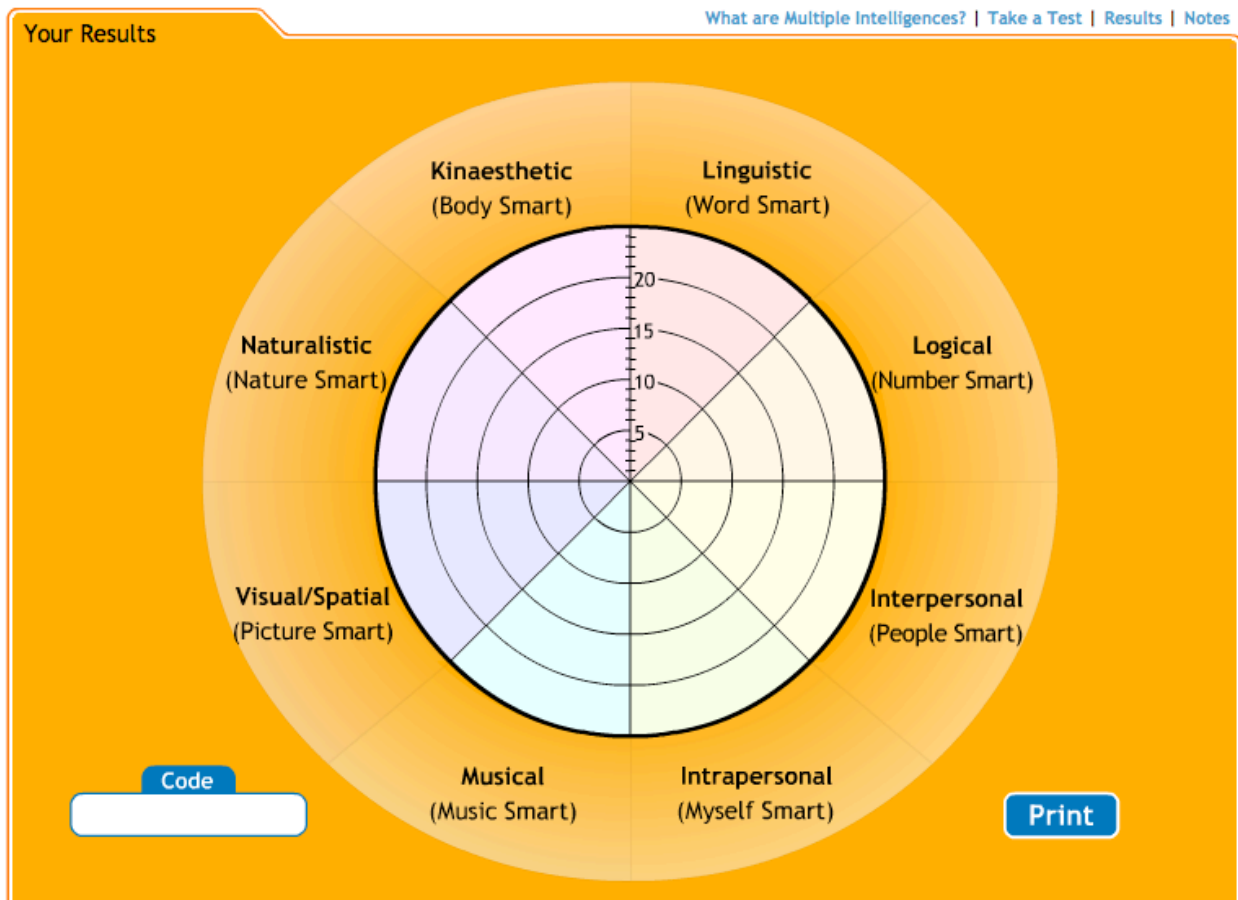 What are Multiple Intelligences? | Take a Test | Results | Notes
Your Results
Kinaesthetic
(Body Smart)
Linguistic
(Word Smart)
20
15
10
5
Naturalistic
(Nature Smart)
Logical
(Number Smart)
Visual/Spatial
(Picture Smart)
Interpersonal
(People Smart)
Musical
(Music Smart)
Intrapersonal
(Myself Smart)
Code
Print